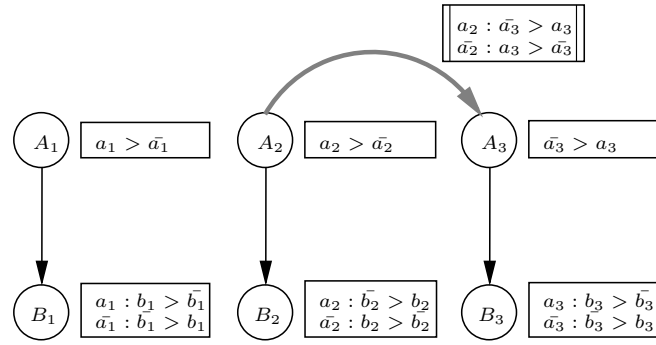 a₂ : ā₃ > a₃
ā₂ : a₃ > ā₃
A₁
a₁ > ā₁
A₂
a₂ > ā₂
A₃
ā₃ > a₃
B₁
a₁ : b₁ > b̄₁
ā₁ : b̄₁ > b₁
B₂
a₂ : b̄₂ > b₂
ā₂ : b₂ > b̄₂
B₃
a₃ : b₃ > b̄₃
ā₃ : b̄₃ > b₃